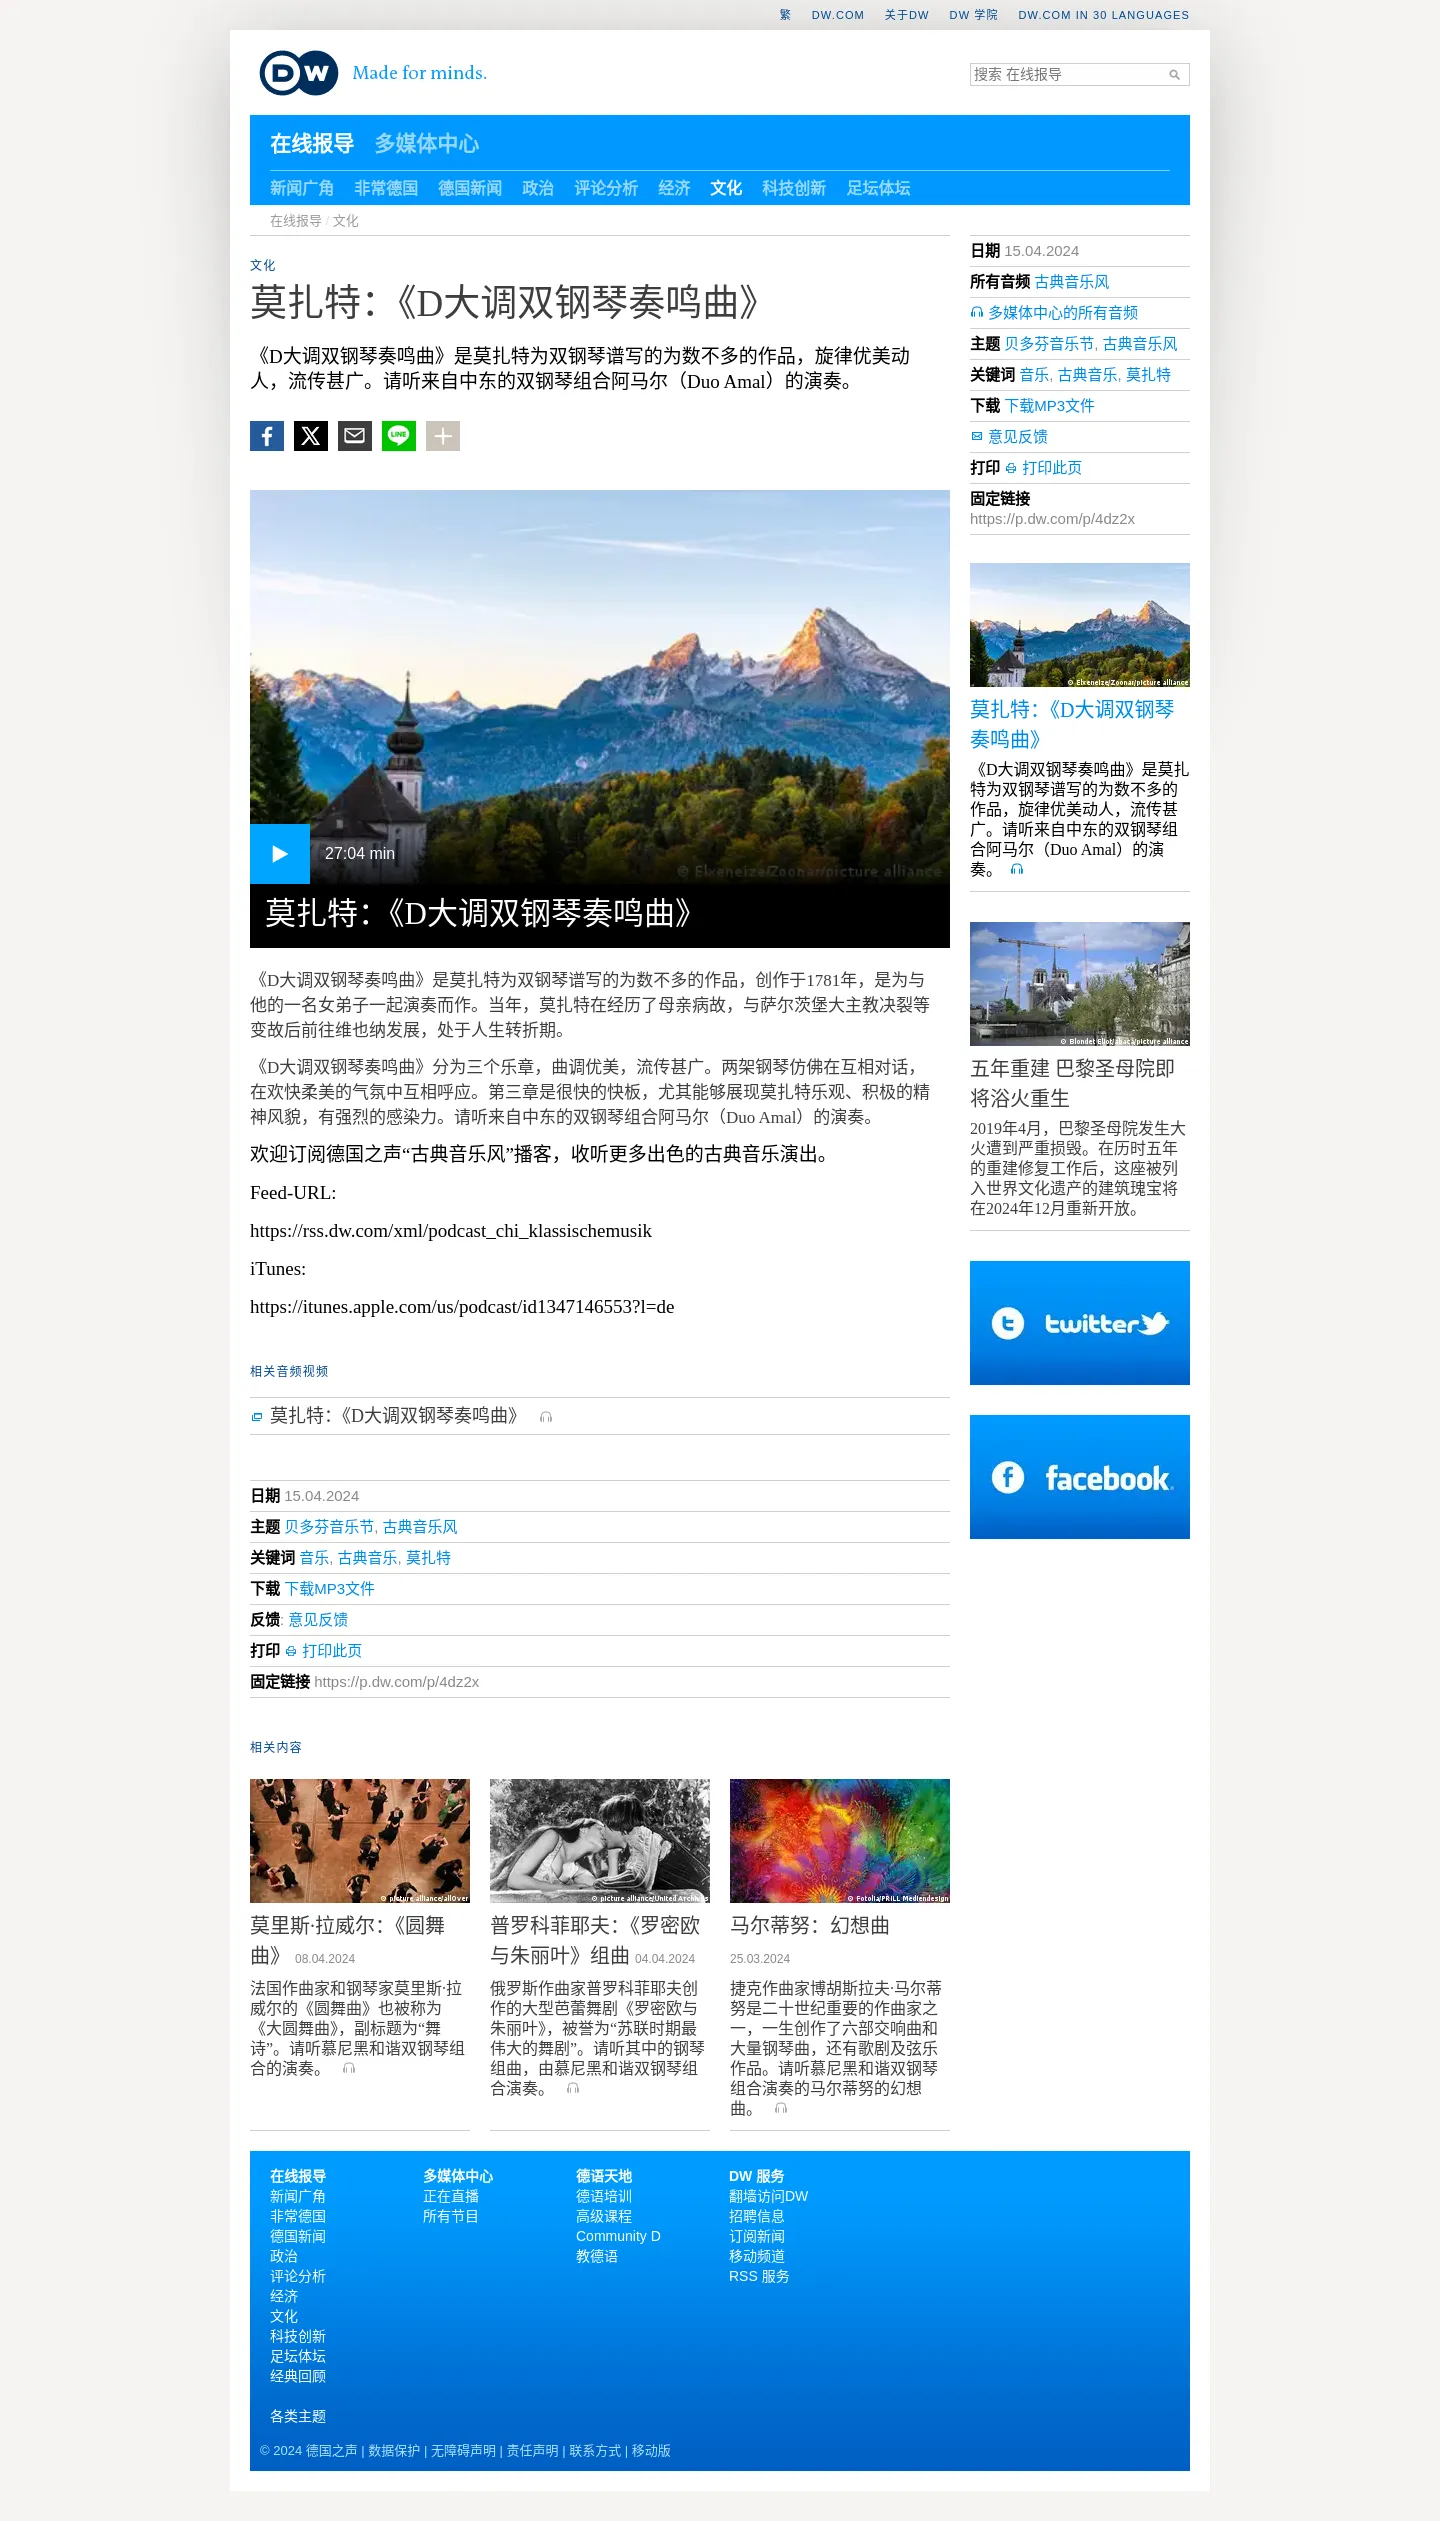 繁 DW.COM 关于DW DW 学院 DW.COM IN 30 LANGUAGES
DW Made for minds.
搜索 在线报导
在线报导 多媒体中心
新闻广角 非常德国 德国新闻 政治 评论分析 经济 文化 科技创新 足坛体坛
在线报导 / 文化
文化
莫扎特：《D大调双钢琴奏鸣曲》
《D大调双钢琴奏鸣曲》是莫扎特为双钢琴谱写的为数不多的作品，旋律优美动
人，流传甚广。请听来自中东的双钢琴组合阿马尔（Duo Amal）的演奏。
LINE
27:04 min
© Elxeneize/Zoonar/picture alliance
莫扎特：《D大调双钢琴奏鸣曲》
《D大调双钢琴奏鸣曲》是莫扎特为双钢琴谱写的为数不多的作品，创作于1781年，是为与
他的一名女弟子一起演奏而作。当年，莫扎特在经历了母亲病故，与萨尔茨堡大主教决裂等
变故后前往维也纳发展，处于人生转折期。
《D大调双钢琴奏鸣曲》分为三个乐章，曲调优美，流传甚广。两架钢琴仿佛在互相对话，
在欢快柔美的气氛中互相呼应。第三章是很快的快板，尤其能够展现莫扎特乐观、积极的精
神风貌，有强烈的感染力。请听来自中东的双钢琴组合阿马尔（Duo Amal）的演奏。
欢迎订阅德国之声“古典音乐风”播客，收听更多出色的古典音乐演出。
Feed-URL:
https://rss.dw.com/xml/podcast_chi_klassischemusik
iTunes:
https://itunes.apple.com/us/podcast/id1347146553?l=de
相关音频视频
莫扎特：《D大调双钢琴奏鸣曲》
日期 15.04.2024
主题 贝多芬音乐节, 古典音乐风
关键词 音乐, 古典音乐, 莫扎特
下载 下载MP3文件
反馈: 意见反馈
打印 打印此页
固定链接 https://p.dw.com/p/4dz2x
相关内容
© picture alliance/allOver
莫里斯·拉威尔：《圆舞
曲》 08.04.2024
法国作曲家和钢琴家莫里斯·拉
威尔的《圆舞曲》也被称为
《大圆舞曲》，副标题为“舞
诗”。请听慕尼黑和谐双钢琴组
合的演奏。
© picture alliance/United Archives
普罗科菲耶夫：《罗密欧
与朱丽叶》组曲 04.04.2024
俄罗斯作曲家普罗科菲耶夫创
作的大型芭蕾舞剧《罗密欧与
朱丽叶》，被誉为“苏联时期最
伟大的舞剧”。请听其中的钢琴
组曲，由慕尼黑和谐双钢琴组
合演奏。
© Fotolia/PRILL Mediendesign
马尔蒂努：幻想曲
25.03.2024
捷克作曲家博胡斯拉夫·马尔蒂
努是二十世纪重要的作曲家之
一，一生创作了六部交响曲和
大量钢琴曲，还有歌剧及弦乐
作品。请听慕尼黑和谐双钢琴
组合演奏的马尔蒂努的幻想
曲。
日期 15.04.2024
所有音频 古典音乐风
多媒体中心的所有音频
主题 贝多芬音乐节, 古典音乐风
关键词 音乐, 古典音乐, 莫扎特
下载 下载MP3文件
意见反馈
打印 打印此页
固定链接
https://p.dw.com/p/4dz2x
© Elxeneize/Zoonar/picture alliance
莫扎特：《D大调双钢琴
奏鸣曲》
《D大调双钢琴奏鸣曲》是莫扎
特为双钢琴谱写的为数不多的
作品，旋律优美动人，流传甚
广。请听来自中东的双钢琴组
合阿马尔（Duo Amal）的演
奏。
© Blondet Eliot/abaca/picture alliance
五年重建 巴黎圣母院即
将浴火重生
2019年4月，巴黎圣母院发生大
火遭到严重损毁。在历时五年
的重建修复工作后，这座被列
入世界文化遗产的建筑瑰宝将
在2024年12月重新开放。
twitter
facebook
在线报导
新闻广角
非常德国
德国新闻
政治
评论分析
经济
文化
科技创新
足坛体坛
经典回顾
各类主题
多媒体中心
正在直播
所有节目
德语天地
德语培训
高级课程
Community D
教德语
DW 服务
翻墙访问DW
招聘信息
订阅新闻
移动频道
RSS 服务
© 2024 德国之声 | 数据保护 | 无障碍声明 | 责任声明 | 联系方式 | 移动版